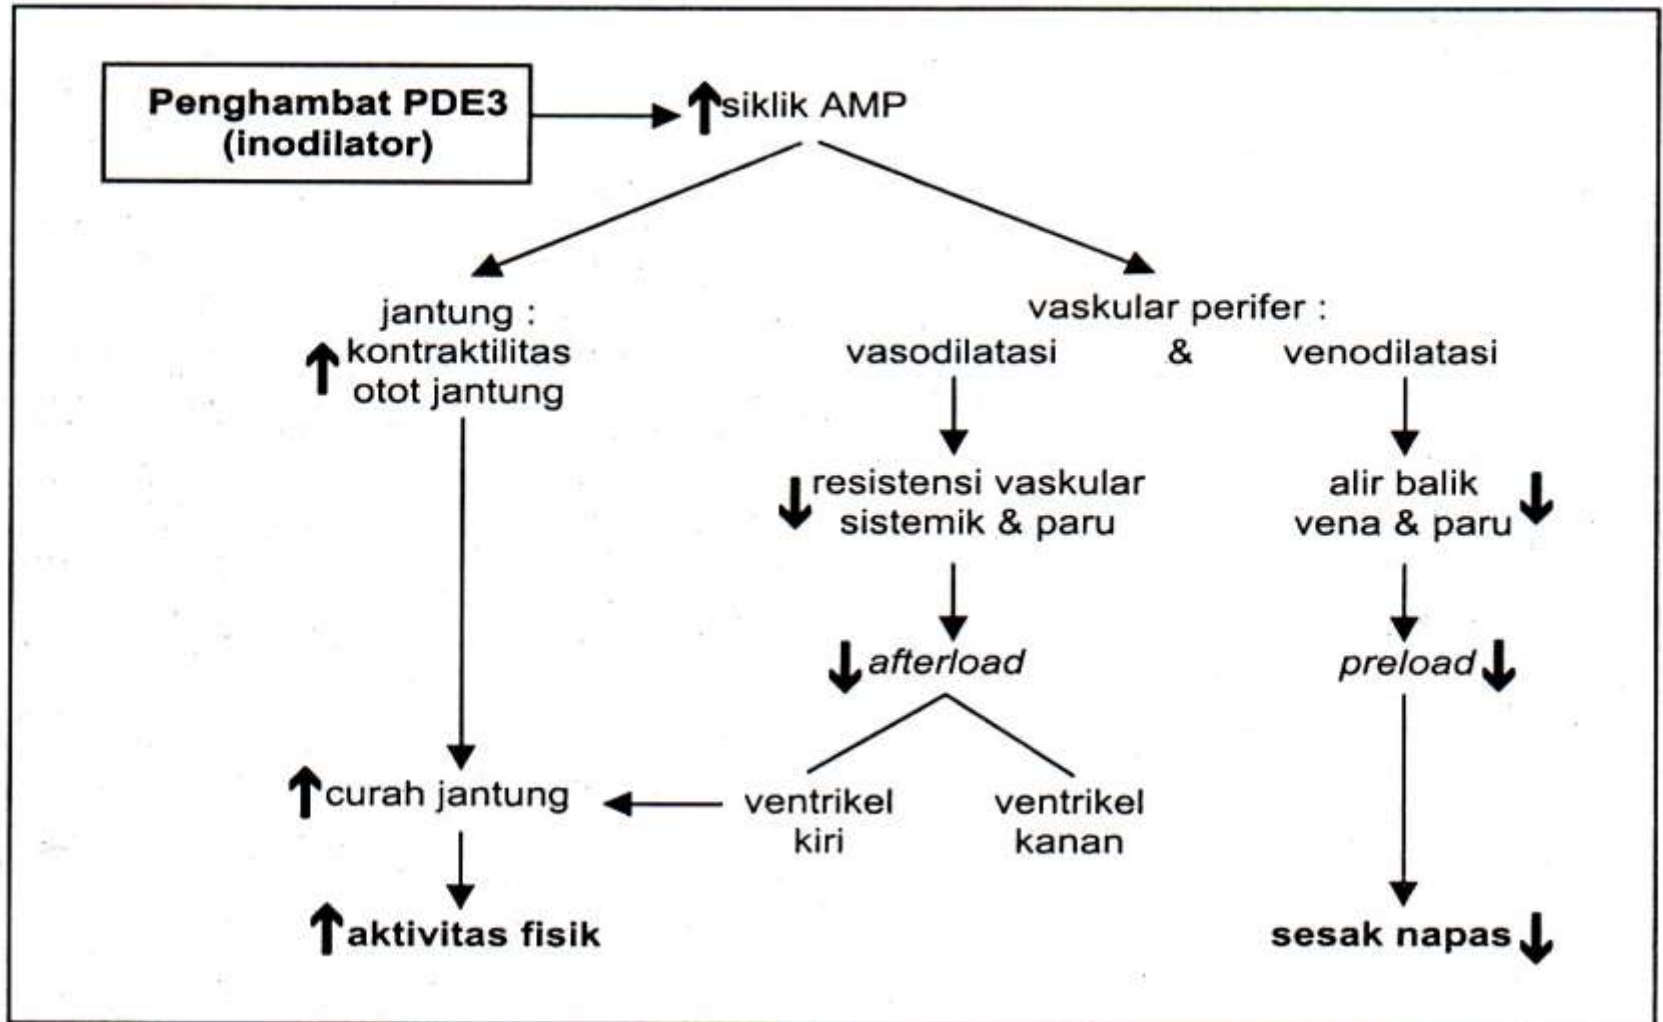 Penghambat PDE3
(inodilator)
siklik AMP
jantung :
kontraktilitas
otot jantung
vaskular perifer :
vasodilatasi & venodilatasi
resistensi vaskular
sistemik & paru
alir balik
vena & paru
afterload
preload
curah jantung
ventrikel
kiri
ventrikel
kanan
aktivitas fisik
sesak napas